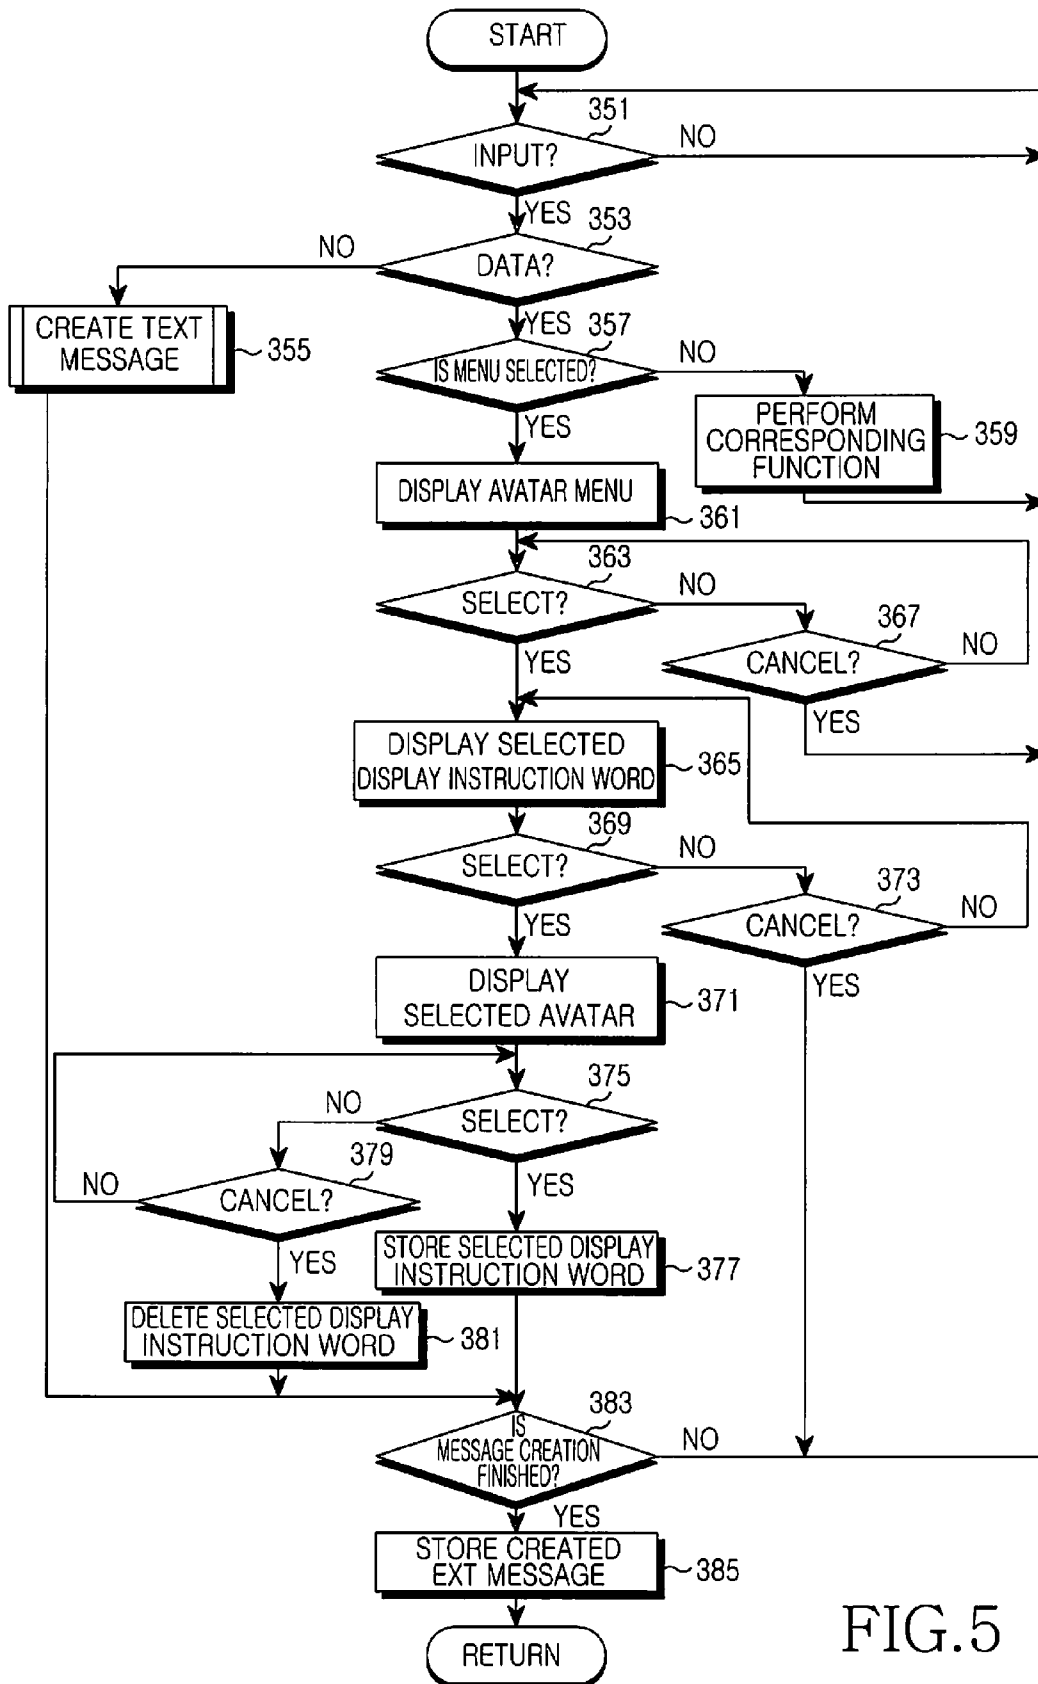 START
351
INPUT?
NO
YES
353
NO
DATA?
YES
357
CREATE TEXT
MESSAGE
355
IS MENU SELECTED?
NO
YES
PERFORM
CORRESPONDING
FUNCTION
359
DISPLAY AVATAR MENU
361
363
SELECT?
NO
367
CANCEL?
NO
YES
YES
DISPLAY SELECTED
DISPLAY INSTRUCTION WORD
365
369
SELECT?
NO
373
CANCEL?
NO
YES
YES
DISPLAY
SELECTED AVATAR
371
375
NO
SELECT?
379
NO
CANCEL?
YES
YES
STORE SELECTED DISPLAY
INSTRUCTION WORD
377
DELETE SELECTED DISPLAY
INSTRUCTION WORD
381
383
IS
MESSAGE CREATION
FINISHED?
NO
YES
STORE CREATED
EXT MESSAGE
385
RETURN
FIG.5